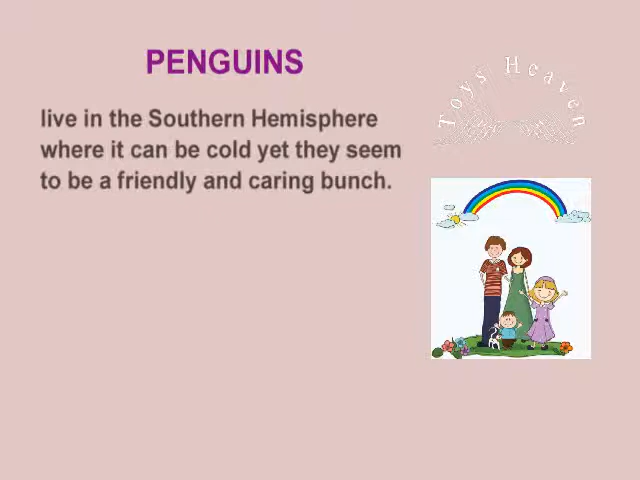 PENGUINS
live in the Southern Hemisphere
where it can be cold yet they seem
to be a friendly and caring bunch.
Toys Heaven